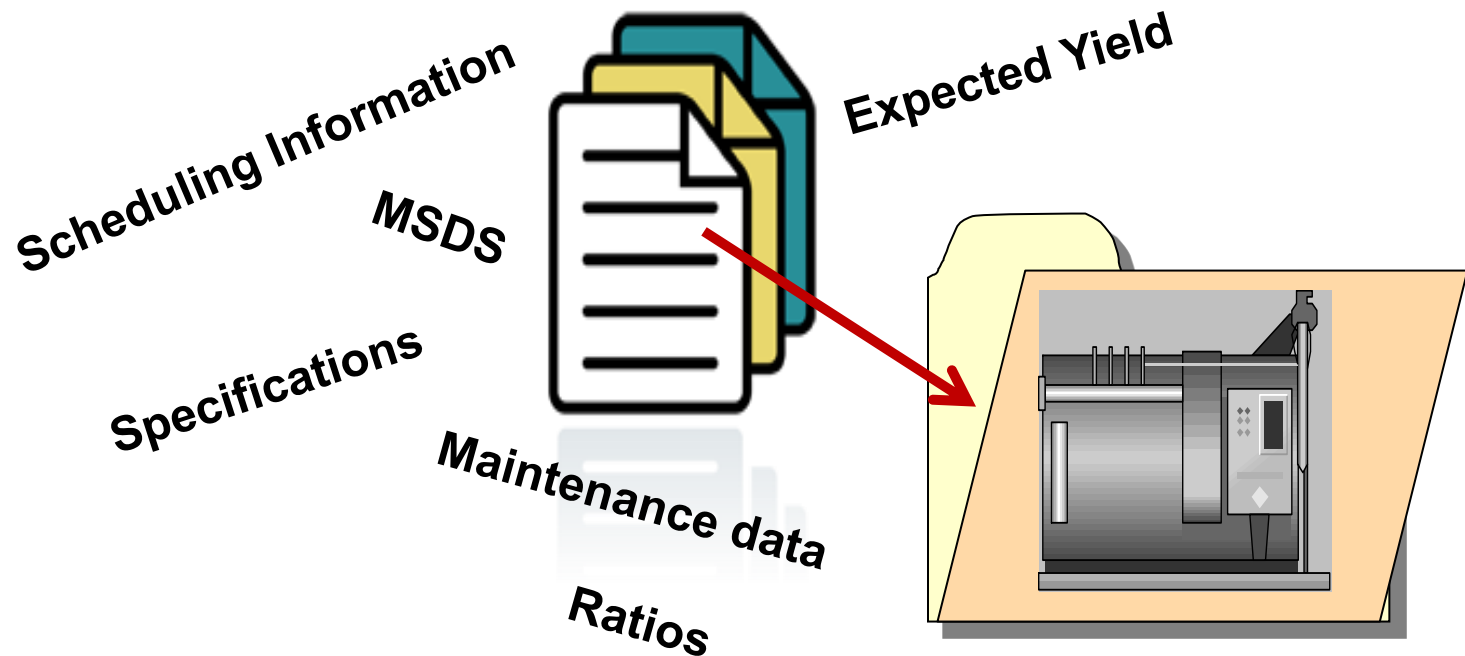 Scheduling Information
Expected Yield
MSDS
Specifications
Maintenance data
Ratios